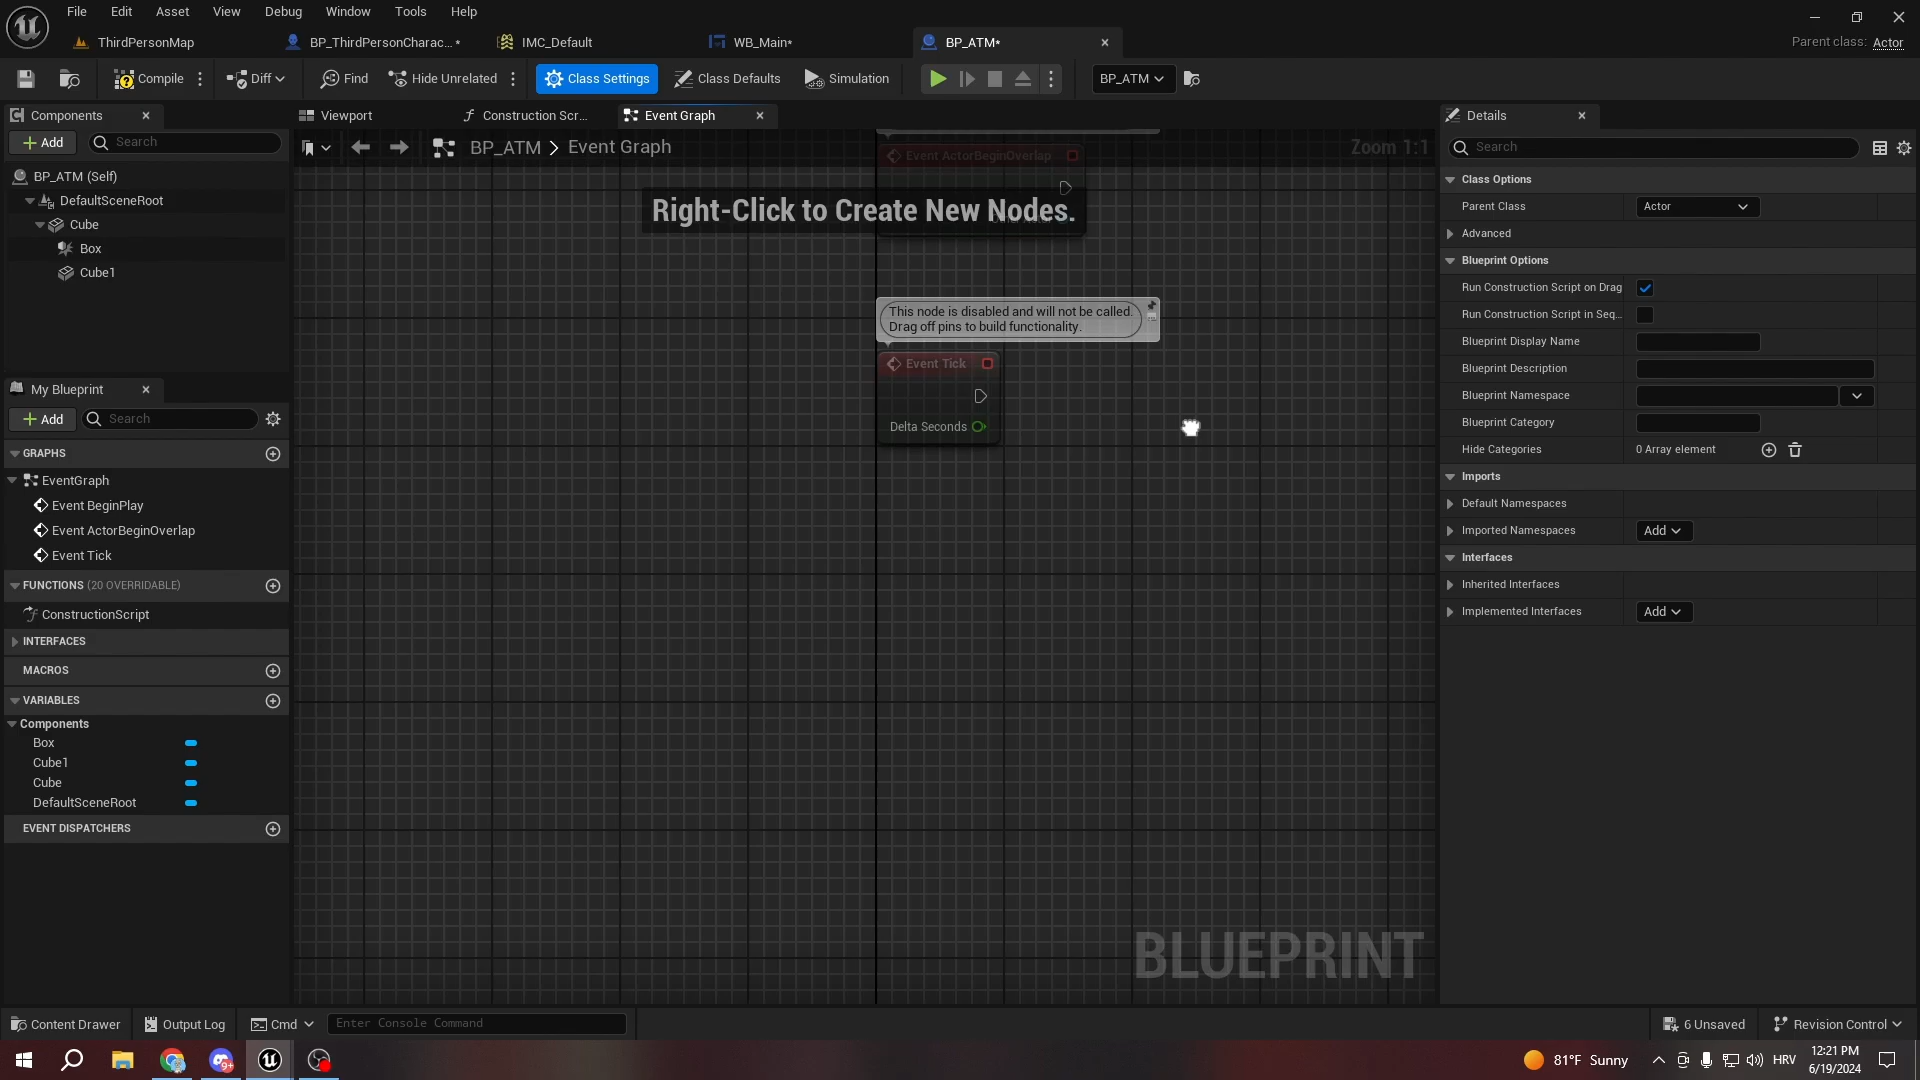 File Edit Asset View Debug Window Tools Help
ThirdPersonMap BP_ThirdPersonCharac...* IMC_Default WB_Main* BP_ATM* Parent class: Actor
Compile Diff Find Hide Unrelated Class Settings Class Defaults Simulation BP_ATM
Components Viewport Construction Scr... Event Graph Details
Add Search BP_ATM > Event Graph Zoom 1:1 Search
BP_ATM (Self)
DefaultSceneRoot
Cube
Box
Cube1
My Blueprint
Add Search
GRAPHS
EventGraph
Event BeginPlay
Event ActorBeginOverlap
Event Tick
FUNCTIONS (20 OVERRIDABLE)
ConstructionScript
INTERFACES
MACROS
VARIABLES
Components
Box
Cube1
Cube
DefaultSceneRoot
EVENT DISPATCHERS
Event ActorBeginOverlap
Right-Click to Create New Nodes.
This node is disabled and will not be called.
Drag off pins to build functionality.
Event Tick
Delta Seconds
BLUEPRINT
Class Options
Parent Class Actor
Advanced
Blueprint Options
Run Construction Script on Drag
Run Construction Script in Seq...
Blueprint Display Name
Blueprint Description
Blueprint Namespace
Blueprint Category
Hide Categories 0 Array element
Imports
Default Namespaces
Imported Namespaces Add
Interfaces
Inherited Interfaces
Implemented Interfaces Add
Content Drawer Output Log Cmd Enter Console Command 6 Unsaved Revision Control
9+ 81°F Sunny HRV 12:21 PM
6/19/2024